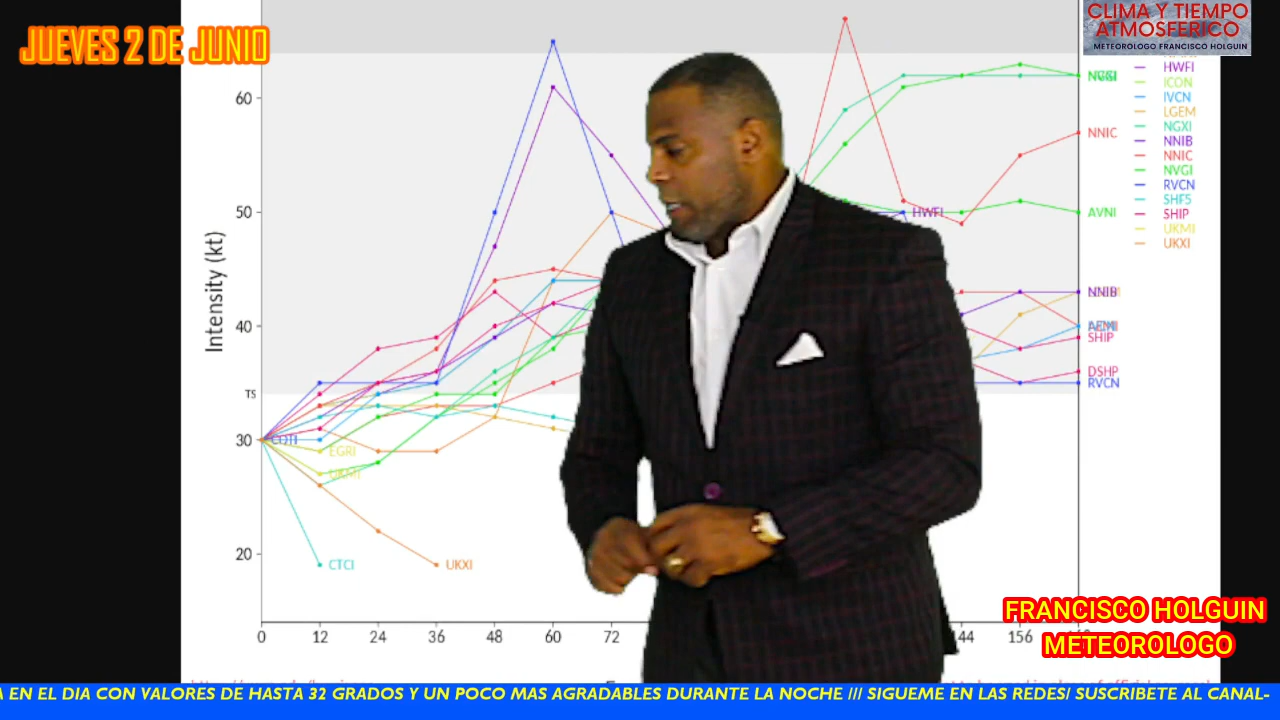 JUEVES 2 DE JUNIO
CLIMA Y TIEMPO
ATMOSFERICO
METEOROLOGO FRANCISCO HOLGUIN
HWFI
ICON
IVCN
LGEM
NGXI
NNIB
NNIC
NVGI
RVCN
SHF5
SHIP
UKMI
UKXI
60
50
40
TS
30
20
Intensity (kt)
NNIC
HWFI
AVNI
NNIB
SHIP
DSHP
RVCN
COTI
EGRI
UKMI
CTCI
UKXI
0 12 24 36 48 60 72 44 156
FRANCISCO HOLGUIN
METEOROLOGO
A EN EL DIA CON VALORES DE HASTA 32 GRADOS Y UN POCO MAS AGRADABLES DURANTE LA NOCHE /// SIGUEME EN LAS REDES/ SUSCRIBETE AL CANAL-